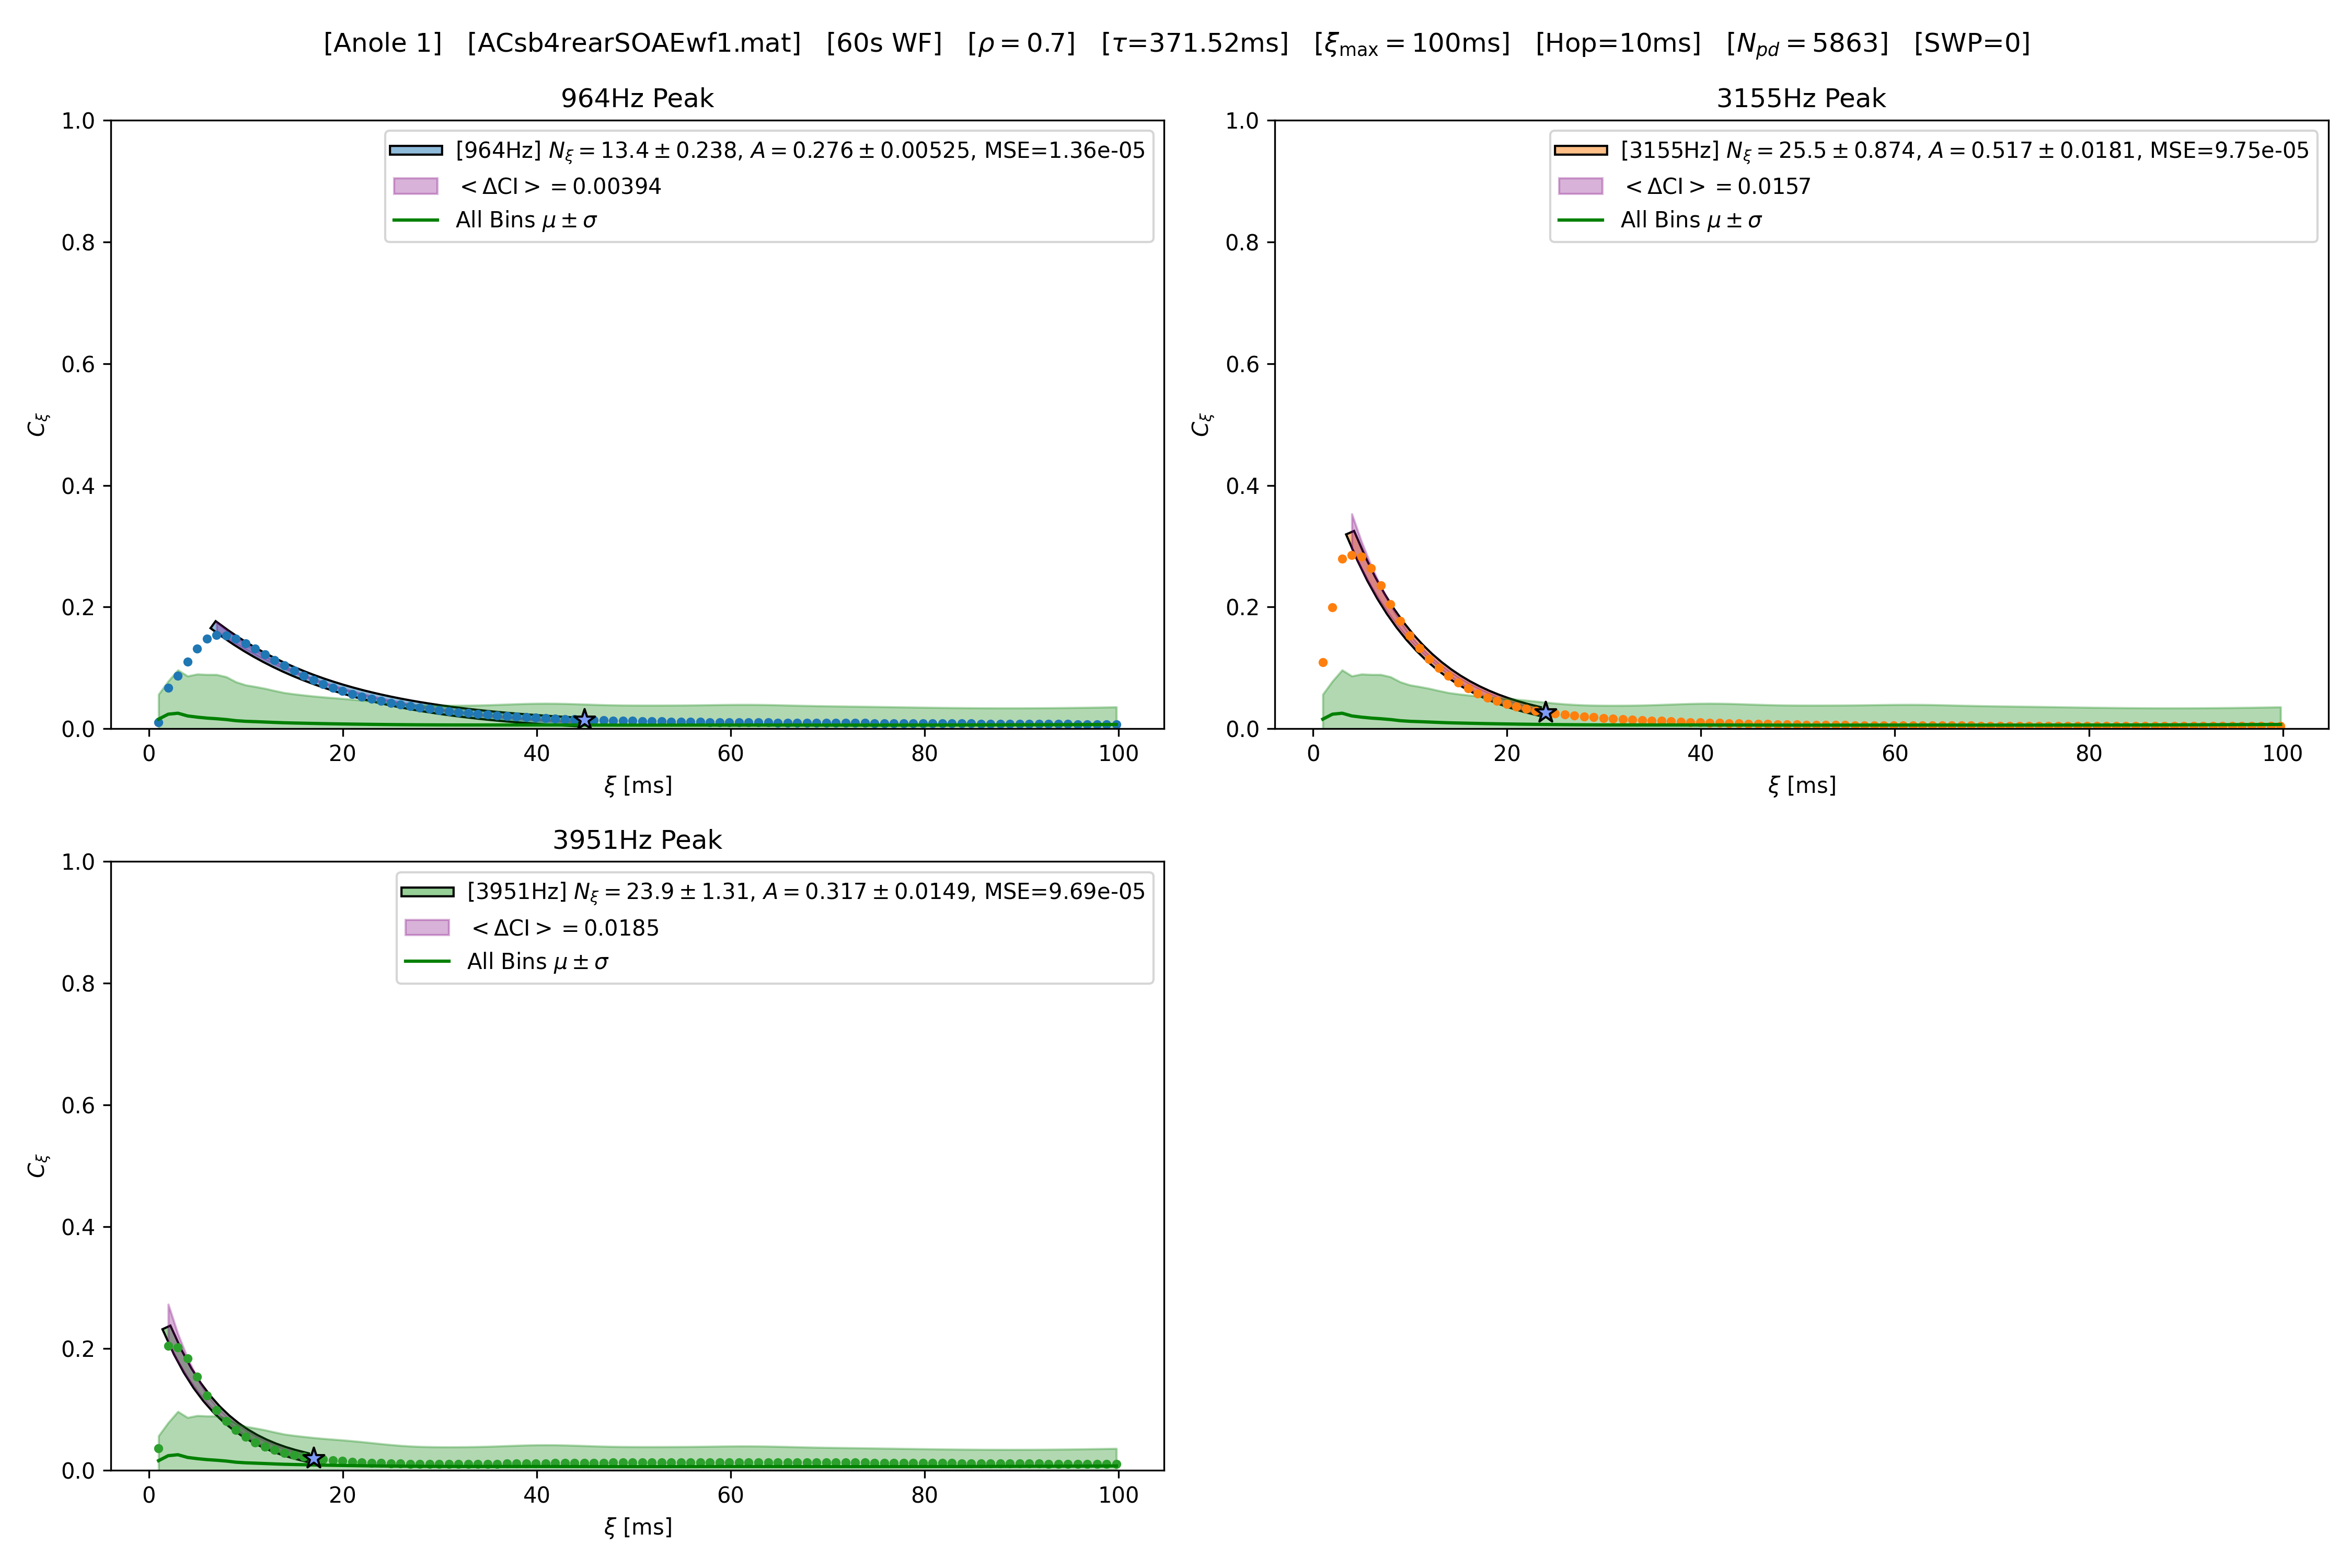 [Anole 1] [ACsb4rearSOAEwf1.mat] [60s WF] [ρ = 0.7] [τ=371.52ms] [ξmax = 100ms] [Hop=10ms] [Npd = 5863] [SWP=0]
964Hz Peak
1.0
0.8
0.6
0.4
0.2
0.0
Cξ
[964Hz] Nξ = 13.4 ± 0.238, A = 0.276 ± 0.00525, MSE=1.36e-05
< ΔCI > = 0.00394
All Bins μ ± σ
0 20 40 60 80 100
ξ [ms]
3155Hz Peak
1.0
0.8
0.6
0.4
0.2
0.0
Cξ
[3155Hz] Nξ = 25.5 ± 0.874, A = 0.517 ± 0.0181, MSE=9.75e-05
< ΔCI > = 0.0157
All Bins μ ± σ
0 20 40 60 80 100
ξ [ms]
3951Hz Peak
1.0
0.8
0.6
0.4
0.2
0.0
Cξ
[3951Hz] Nξ = 23.9 ± 1.31, A = 0.317 ± 0.0149, MSE=9.69e-05
< ΔCI > = 0.0185
All Bins μ ± σ
0 20 40 60 80 100
ξ [ms]